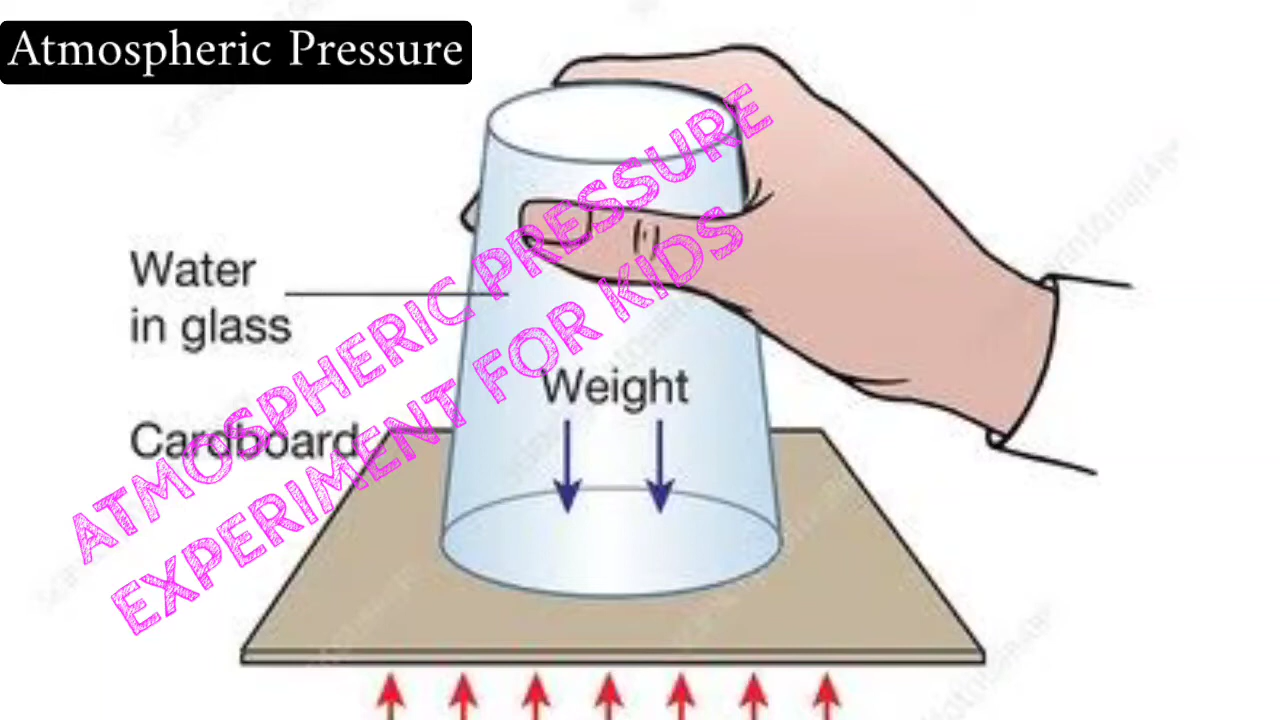 Atmospheric Pressure
ATMOSPHERIC PRESSURE
EXPERIMENT FOR KIDS
Water
in glass
Weight
Cardboard